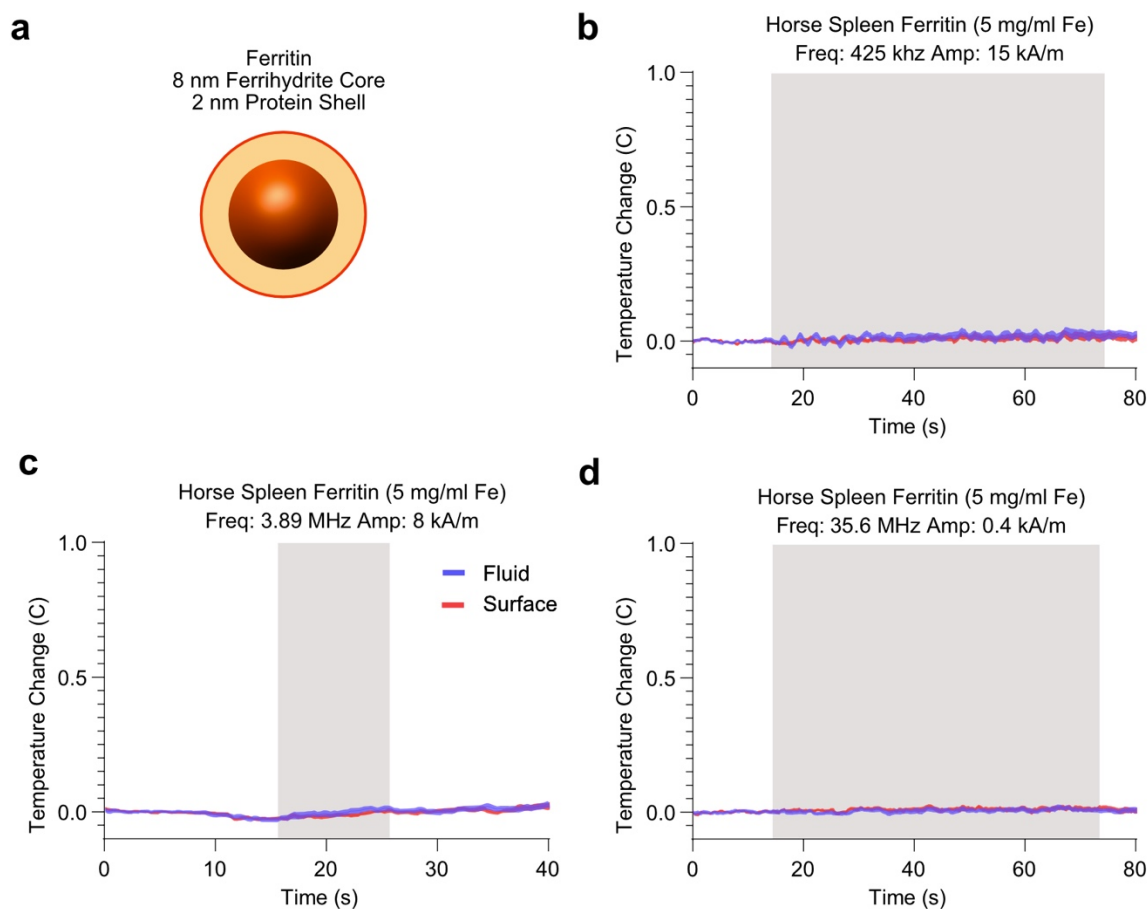 a
Ferritin
8 nm Ferrihydrite Core
2 nm Protein Shell
b
Horse Spleen Ferritin (5 mg/ml Fe)
Freq: 425 khz Amp: 15 kA/m
Temperature Change (C)
1.0
0.5
0.0
0 20 40 60 80
Time (s)
c
Horse Spleen Ferritin (5 mg/ml Fe)
Freq: 3.89 MHz Amp: 8 kA/m
Temperature Change (C)
1.0
0.5
0.0
Fluid
Surface
0 10 20 30 40
Time (s)
d
Horse Spleen Ferritin (5 mg/ml Fe)
Freq: 35.6 MHz Amp: 0.4 kA/m
Temperature Change (C)
1.0
0.5
0.0
0 20 40 60 80
Time (s)